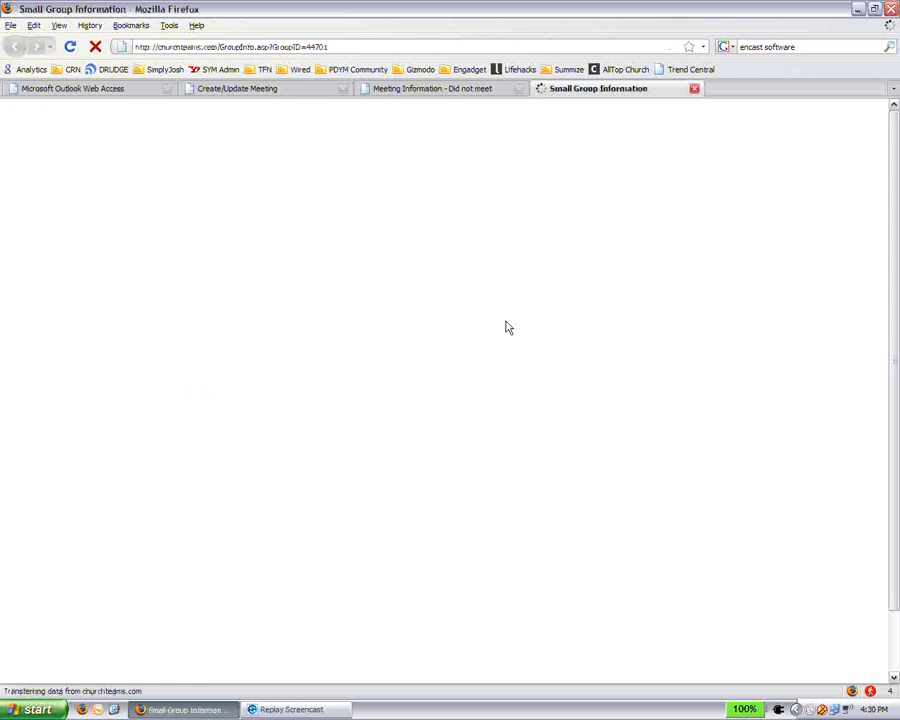 Small Group Information - Mozilla Firefox
File Edit View History Bookmarks Tools Help
http://churchteams.com/GroupInfo.asp?GroupID=44701 encast software
Analytics CRN DRUDGE SimplyJosh SYM Admin TPN Wired PDYM Community Gizmodo Engadget Lifehacks Summize AllTop Church Trend Central
Microsoft Outlook Web Access Create/Update Meeting Meeting Information - Did not meet Small Group Information
Transferring data from churchteams.com 4
start Small Group Informan... Replay Screencast 100% 4:30 PM